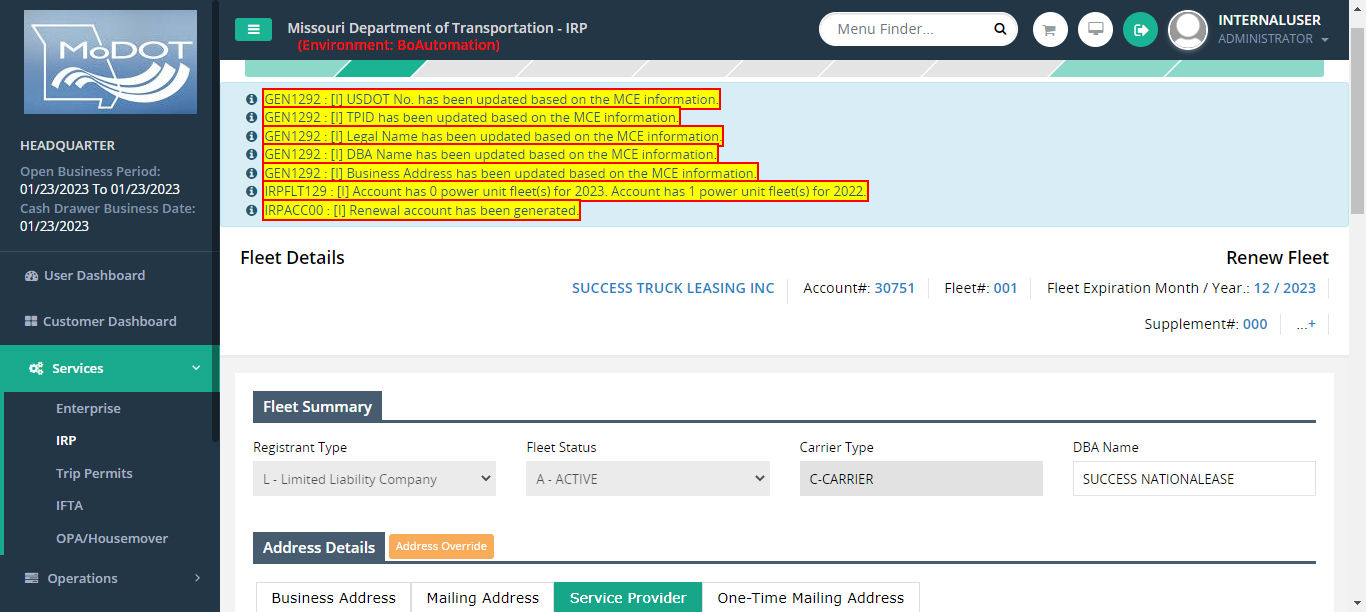 MoDOT
HEADQUARTER
Open Business Period:
01/23/2023 To 01/23/2023
Cash Drawer Business Date:
01/23/2023
User Dashboard
Customer Dashboard
Services
Enterprise
IRP
Trip Permits
IFTA
OPA/Housemover
Operations
Missouri Department of Transportation - IRP
(Environment: BoAutomation)
Menu Finder...
INTERNALUSER
ADMINISTRATOR
GEN1292 : [I] USDOT No. has been updated based on the MCE information.
GEN1292 : [I] TPID has been updated based on the MCE information.
GEN1292 : [I] Legal Name has been updated based on the MCE information.
GEN1292 : [I] DBA Name has been updated based on the MCE information.
GEN1292 : [I] Business Address has been updated based on the MCE information.
IRPFLT129 : [I] Account has 0 power unit fleet(s) for 2023. Account has 1 power unit fleet(s) for 2022.
IRPACC00 : [I] Renewal account has been generated.
Fleet Details
Renew Fleet
SUCCESS TRUCK LEASING INC Account#: 30751 Fleet#: 001 Fleet Expiration Month / Year.: 12 / 2023
Supplement#: 000 ...+
Fleet Summary
Registrant Type Fleet Status Carrier Type DBA Name
L - Limited Liability Company A - ACTIVE C-CARRIER SUCCESS NATIONALEASE
Address Details Address Override
Business Address Mailing Address Service Provider One-Time Mailing Address